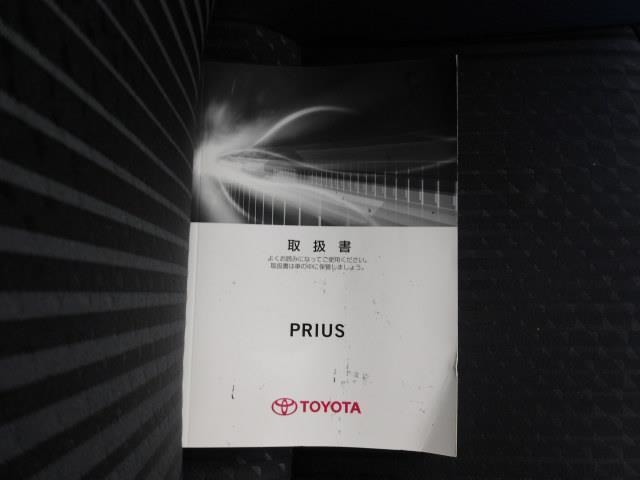 取扱書
よくお読みになってご使用ください。
取扱書は車の中に保管しましょう。
PRIUS
TOYOTA